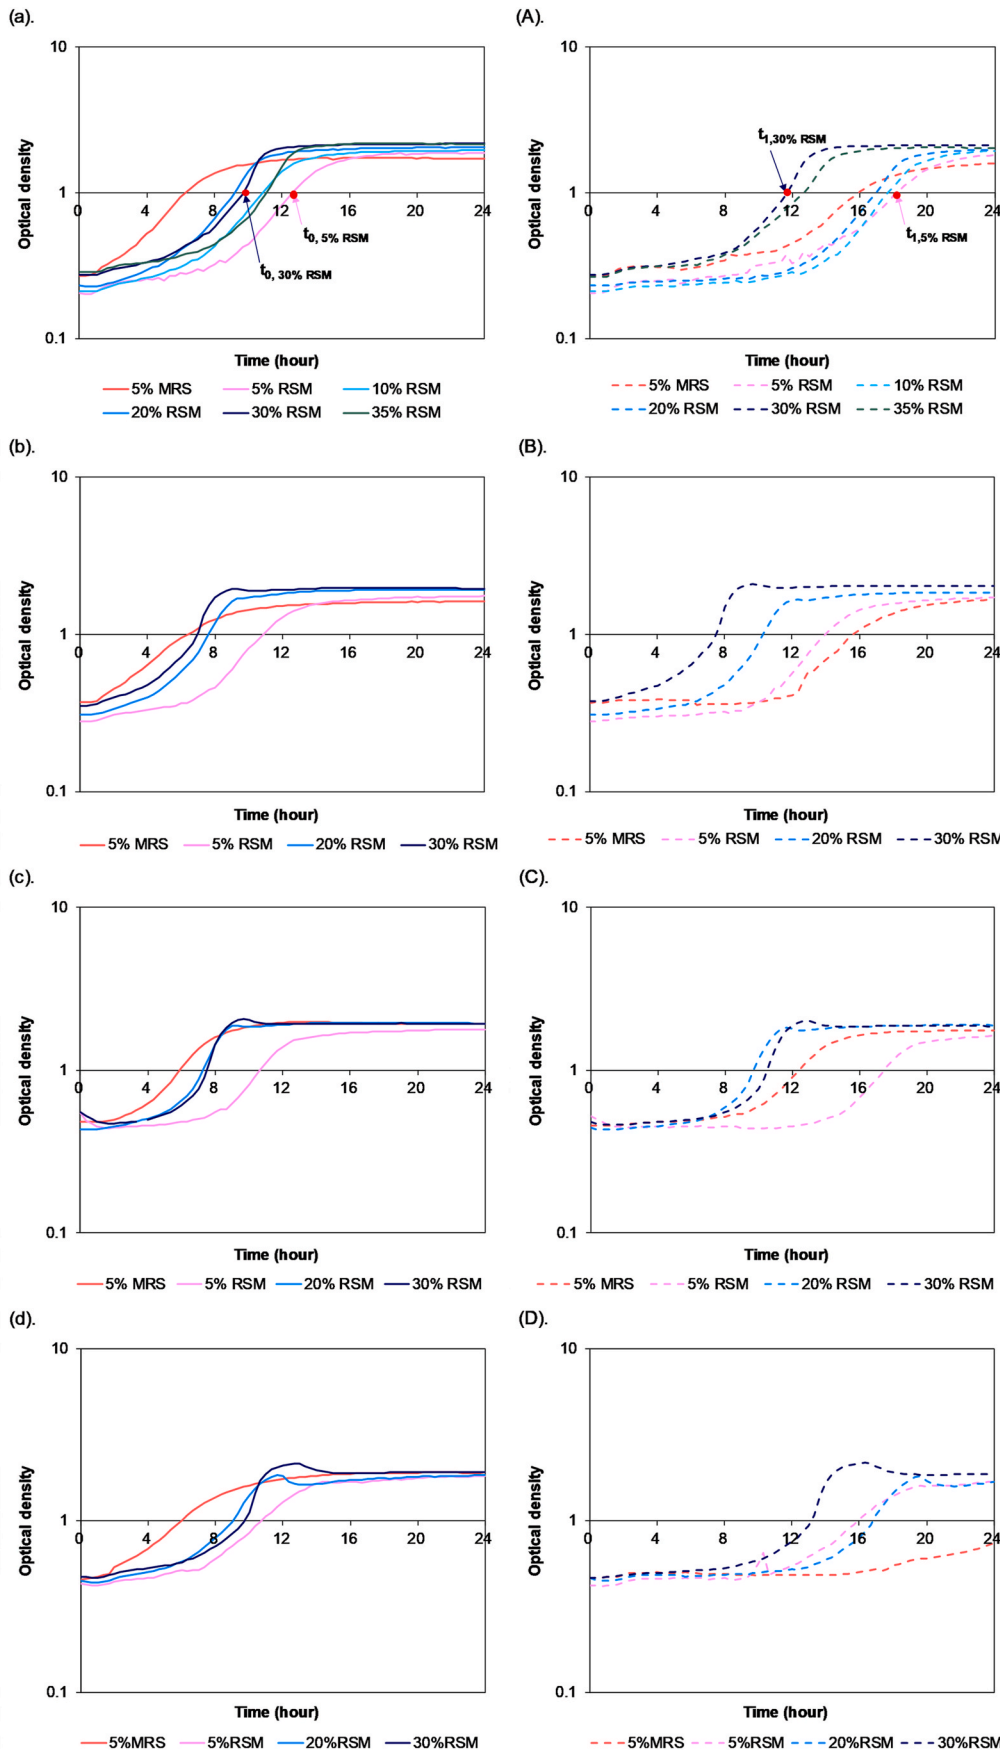 (a).
(A).
10
Optical density
1
0.1
0 4 8 12 16 20 24
t0, 5% RSM
t0, 30% RSM
Time (hour)
5% MRS 5% RSM 10% RSM
20% RSM 30% RSM 35% RSM
10
Optical density
1
0.1
0 4 8 12 16 20 24
t1,30% RSM
t1,5% RSM
Time (hour)
5% MRS 5% RSM 10% RSM
20% RSM 30% RSM 35% RSM
(b).
(B).
10
Optical density
1
0.1
0 4 8 12 16 20 24
Time (hour)
5% MRS 5% RSM 20% RSM 30% RSM
10
Optical density
1
0.1
0 4 8 12 16 20 24
Time (hour)
5% MRS 5% RSM 20% RSM 30% RSM
(c).
(C).
10
Optical density
1
0.1
0 4 8 12 16 20 24
Time (hour)
5% MRS 5% RSM 20% RSM 30% RSM
10
Optical density
1
0.1
0 4 8 12 16 20 24
Time (hour)
5% MRS 5% RSM 20% RSM 30% RSM
(d).
(D).
10
Optical density
1
0.1
0 4 8 12 16 20 24
Time (hour)
5%MRS 5%RSM 20%RSM 30%RSM
10
Optical density
1
0.1
0 4 8 12 16 20 24
Time (hour)
5%MRS 5%RSM 20%RSM 30%RSM